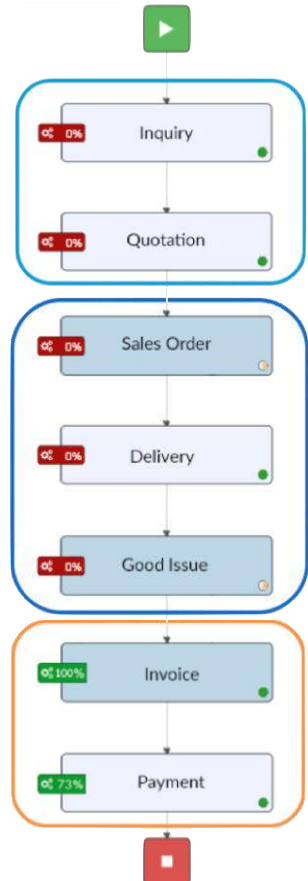 0% Inquiry
0% Quotation
0% Sales Order
0% Delivery
0% Good Issue
100% Invoice
73% Payment